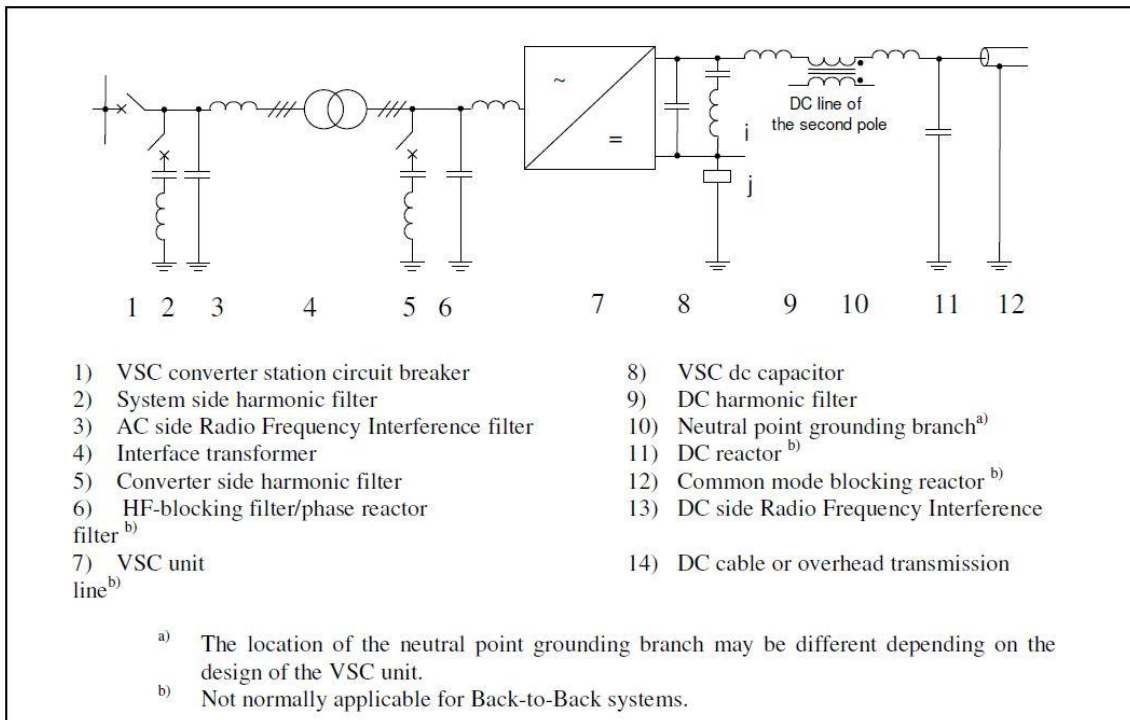 ~
=
i
j
DC line of
the second pole
1 2 3 4 5 6 7 8 9 10 11 12
1) VSC converter station circuit breaker
2) System side harmonic filter
3) AC side Radio Frequency Interference filter
4) Interface transformer
5) Converter side harmonic filter
6) HF-blocking filter/phase reactor
filter b)
7) VSC unit
line b)
8) VSC dc capacitor
9) DC harmonic filter
10) Neutral point grounding branch a)
11) DC reactor b)
12) Common mode blocking reactor b)
13) DC side Radio Frequency Interference
14) DC cable or overhead transmission
a) The location of the neutral point grounding branch may be different depending on the
design of the VSC unit.
b) Not normally applicable for Back-to-Back systems.